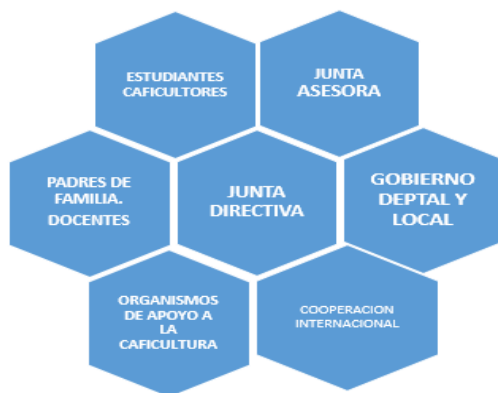 ESTUDIANTES
CAFICULTORES
JUNTA
ASESORA
PADRES DE
FAMILIA.
DOCENTES
JUNTA
DIRECTIVA
GOBIERNO
DEPTAL Y
LOCAL
ORGANISMOS
DE APOYO A
LA
CAFICULTURA
COOPERACION
INTERNACIONAL